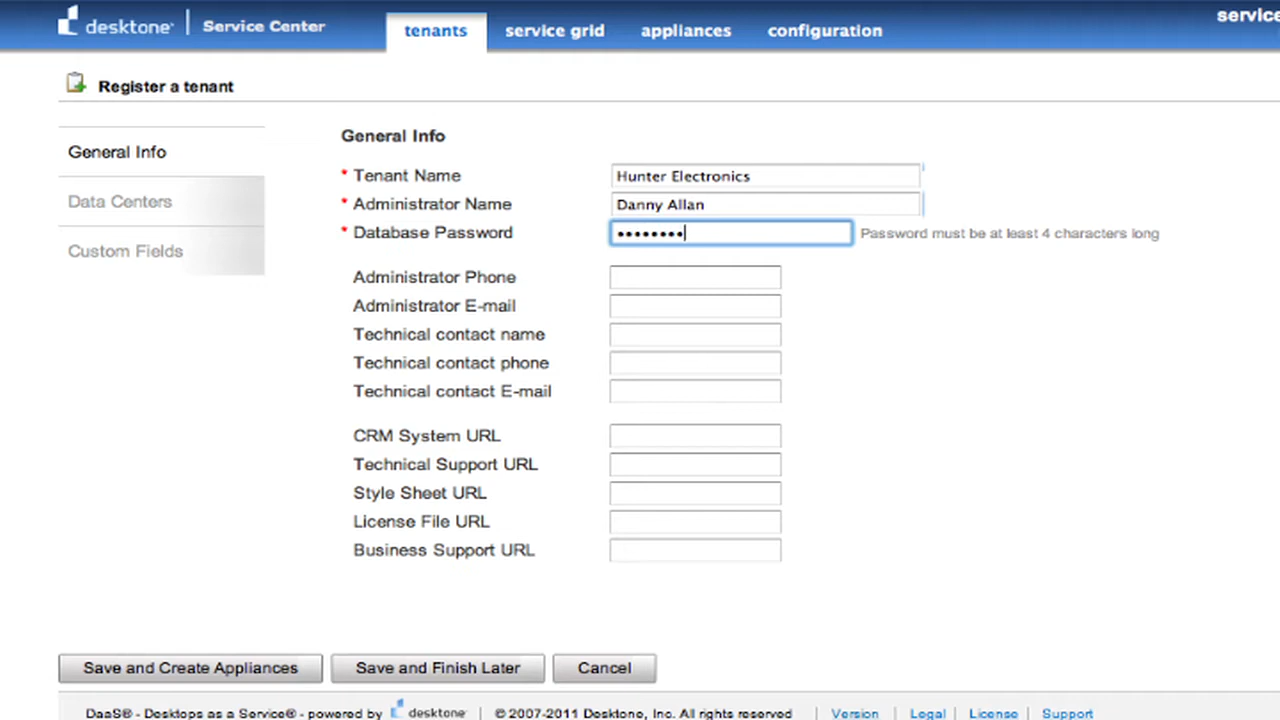 desktone Service Center tenants service grid appliances configuration service
Register a tenant
General Info
Data Centers
Custom Fields
General Info
* Tenant Name Hunter Electronics
* Administrator Name Danny Allan
* Database Password •••••••• Password must be at least 4 characters long
Administrator Phone
Administrator E-mail
Technical contact name
Technical contact phone
Technical contact E-mail
CRM System URL
Technical Support URL
Style Sheet URL
License File URL
Business Support URL
Save and Create Appliances Save and Finish Later Cancel
DaaS® - Desktops as a Service® - powered by desktone | © 2007-2011 Desktone, Inc. All rights reserved | Version | Legal | License | Support